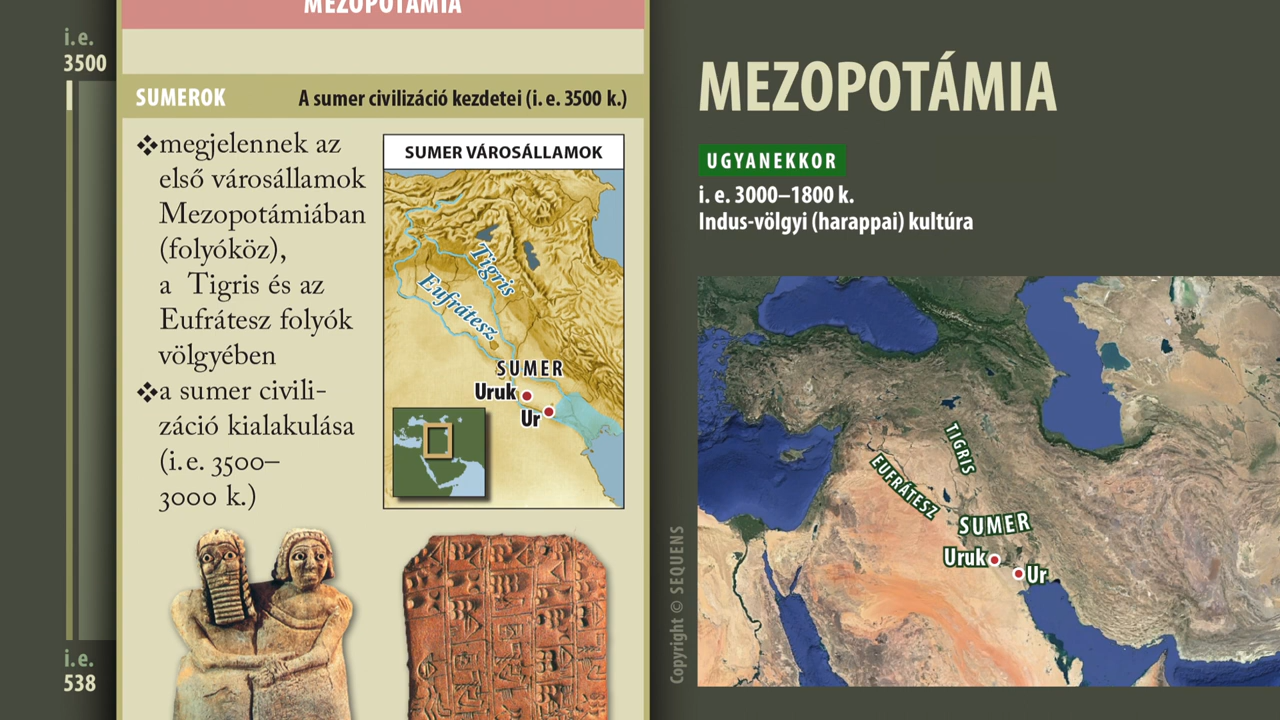 i. e.
3500
MEZOPOTÁMIA
SUMEROK
A sumer civilizáció kezdetei (i. e. 3500 k.)
❖megjelennek az
első városállamok
Mezopotámiában
(folyóköz),
a Tigris és az
Eufrátesz folyók
völgyében
❖a sumer civili-
záció kialakulása
(i. e. 3500–
3000 k.)
SUMER VÁROSÁLLAMOK
Tigris
Eufrátesz
SUMER
Uruk
Ur
i. e.
538
MEZOPOTÁMIA
UGYANEKKOR
i. e. 3000–1800 k.
Indus-völgyi (harappai) kultúra
TIGRIS
EUFRÁTESZ
SUMER
Uruk
Ur
Copyright © SEQUENS